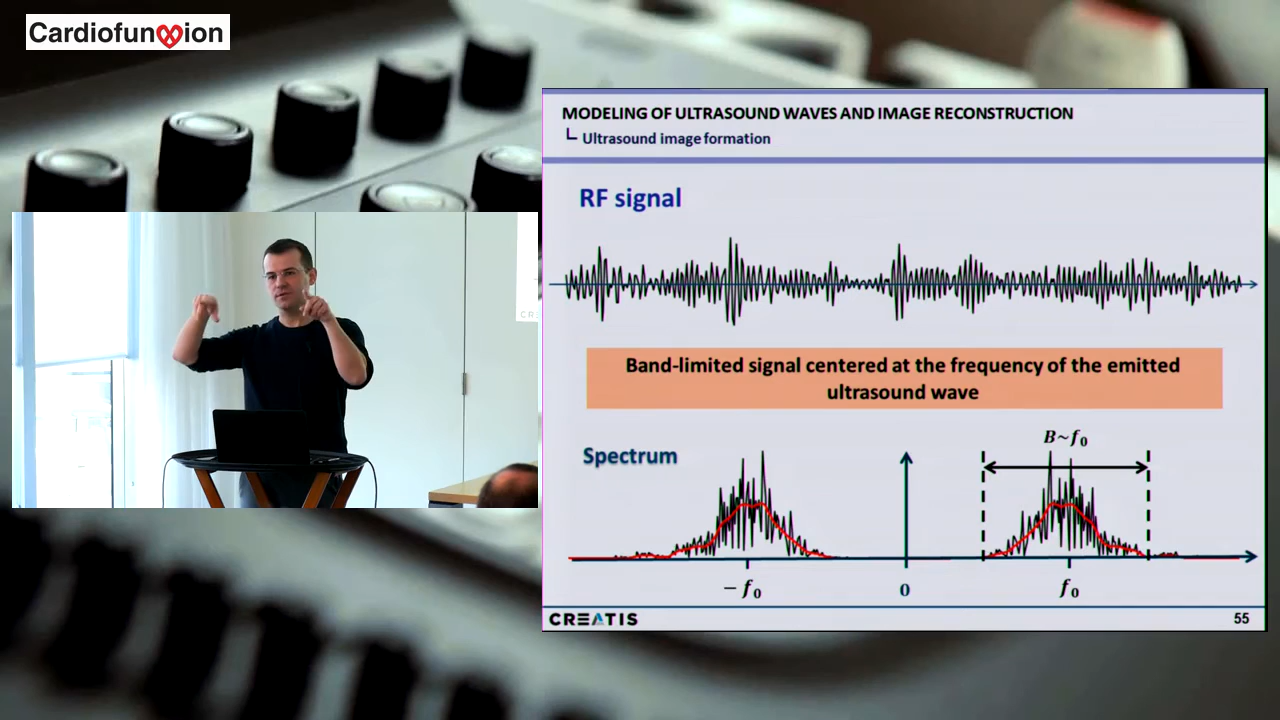 Cardiofunxion
MODELING OF ULTRASOUND WAVES AND IMAGE RECONSTRUCTION
Ultrasound image formation
RF signal
Band-limited signal centered at the frequency of the emitted
ultrasound wave
B~f₀
Spectrum
− f₀
0
f₀
CREATIS
55
CRE